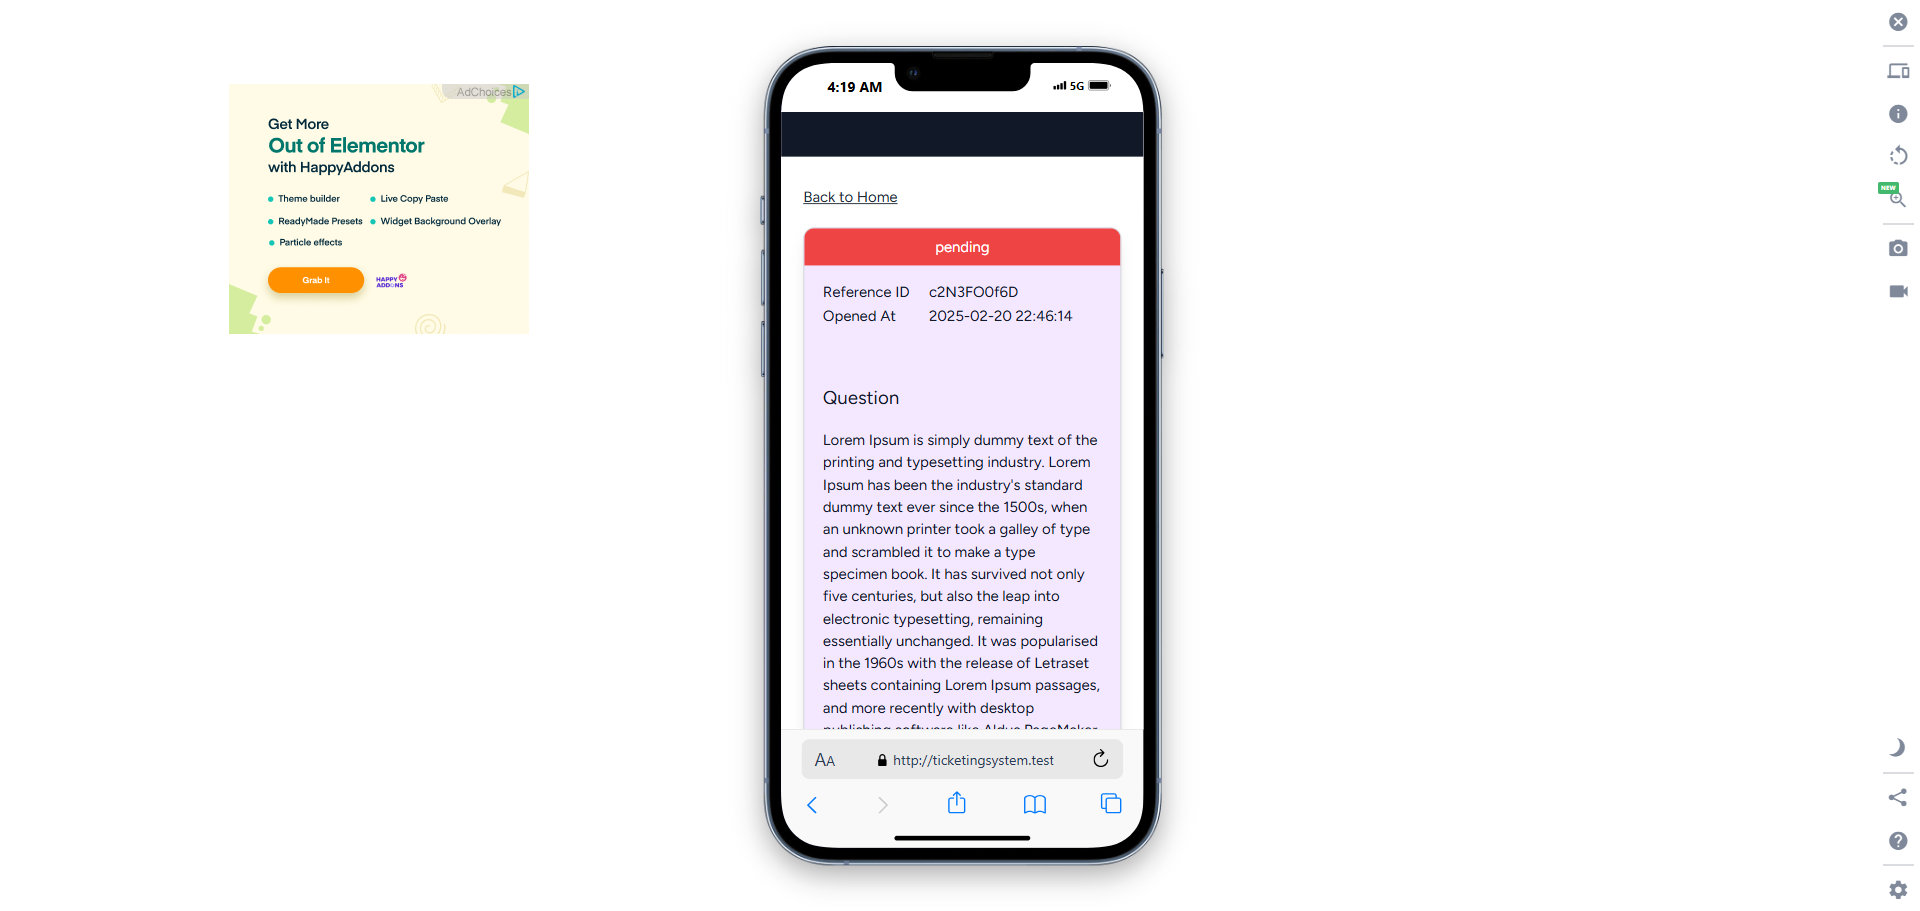 AdChoices
Get More
Out of Elementor
with HappyAddons
Theme builder
Live Copy Paste
ReadyMade Presets
Widget Background Overlay
Particle effects
Grab It
HAPPY
ADDONS
4:19 AM
5G
Back to Home
pending
Reference ID c2N3FO0f6D
Opened At 2025-02-20 22:46:14
Question
Lorem Ipsum is simply dummy text of the
printing and typesetting industry. Lorem
Ipsum has been the industry's standard
dummy text ever since the 1500s, when
an unknown printer took a galley of type
and scrambled it to make a type
specimen book. It has survived not only
five centuries, but also the leap into
electronic typesetting, remaining
essentially unchanged. It was popularised
in the 1960s with the release of Letraset
sheets containing Lorem Ipsum passages,
and more recently with desktop
publishing software like Aldus PageMaker
AA http://ticketingsystem.test
NEW